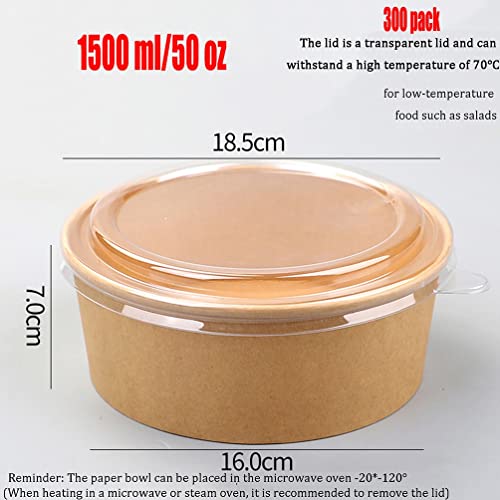 1500 ml/50 oz
300 pack
The lid is a transparent lid and can
withstand a high temperature of 70°C
for low-temperature
food such as salads
18.5cm
7.0cm
16.0cm
Reminder: The paper bowl can be placed in the microwave oven -20*-120°
(When heating in a microwave or steam oven, it is recommended to remove the lid)